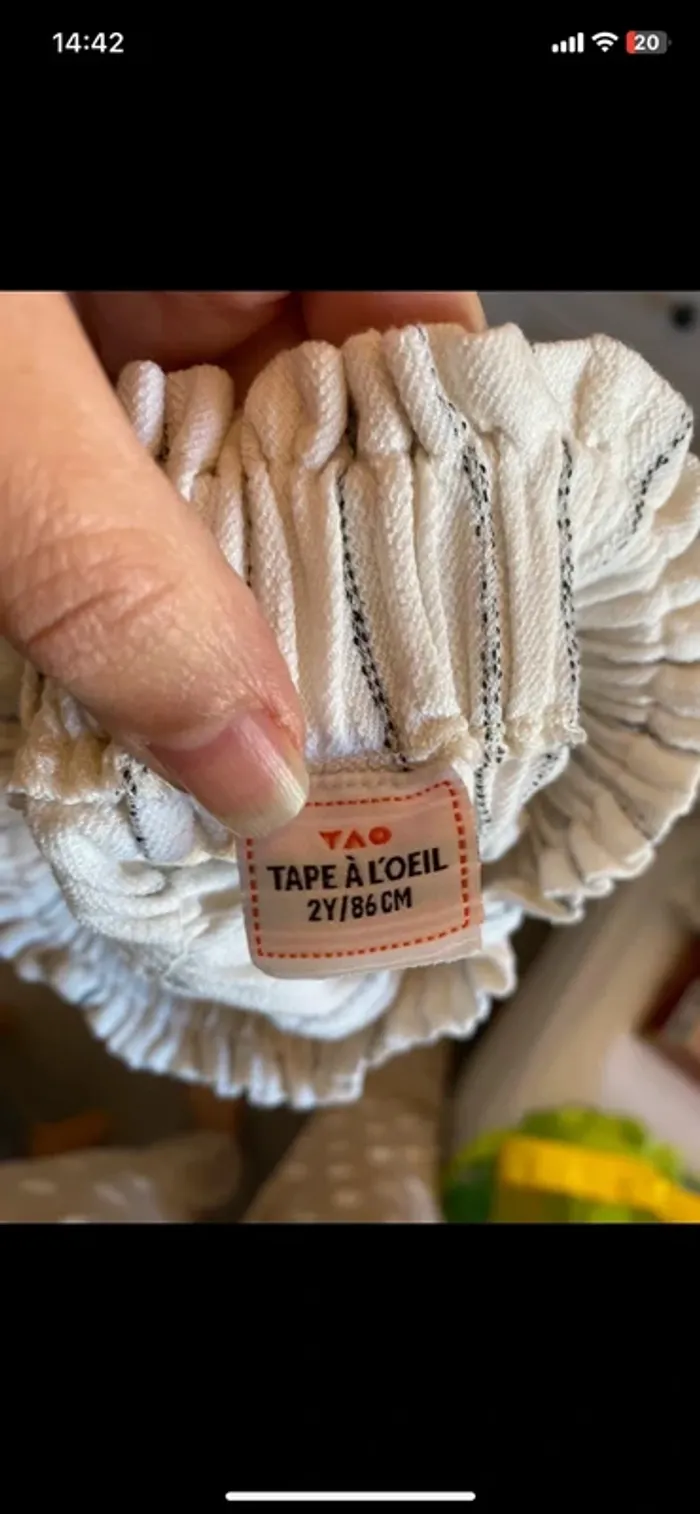 14:42
20
TAO
TAPE À L'OEIL
2Y/86CM